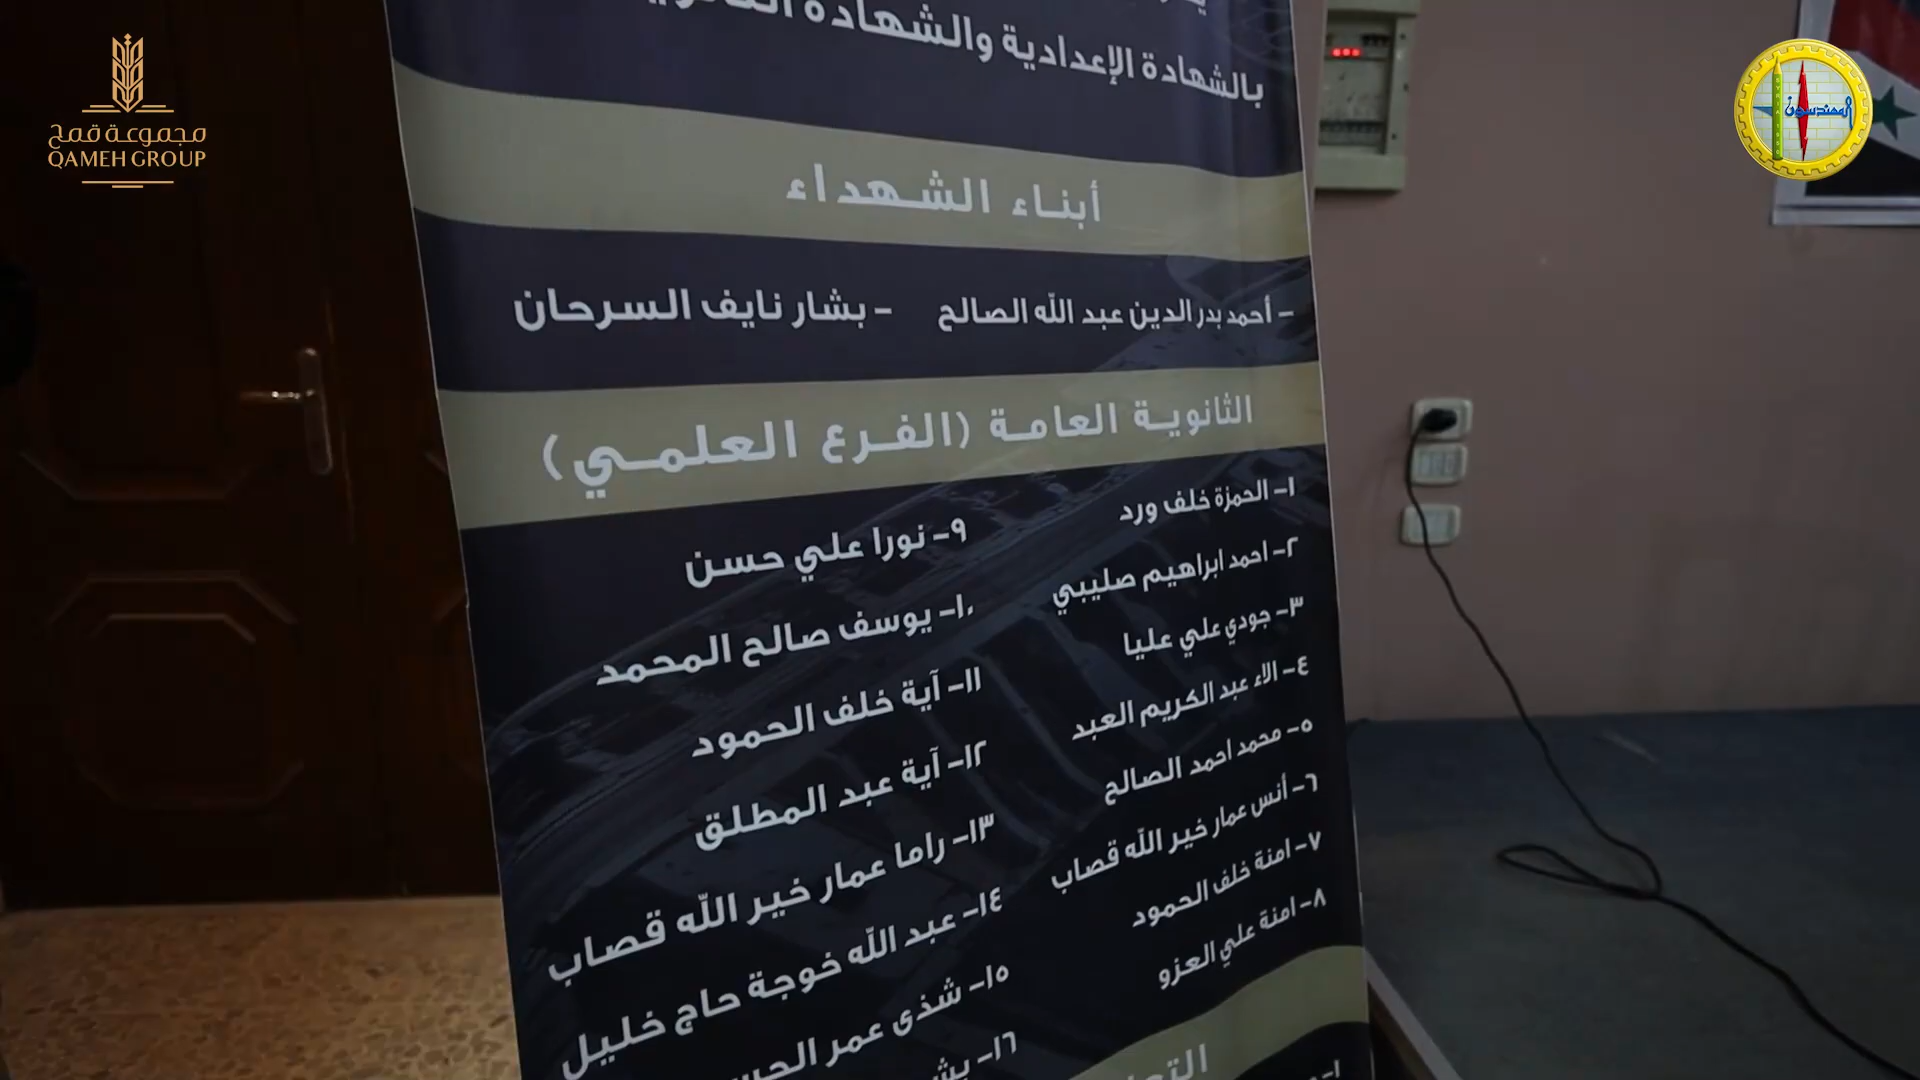 بالشهادة الإعدادية والشهادة
أبناء الشهداء
- أحمد بدر الدين عبد الله الصالح - بشار نايف السرحان
الثانوية العامة (الفرع العلمي)
١- الحمزة خلف ورد
٢- احمد ابراهيم صليبي
٣- جودي علي عليا
٤- الاء عبد الكريم العبد
٥- محمد احمد الصالح
٦- أنس عمار خير الله قصاب
٧- امنة خلف الحمود
٨- امنة علي العزو
٩- نورا علي حسن
١٠- يوسف صالح المحمد
١١- آية خلف الحمود
١٢- آية عبد المطلق
١٣- راما عمار خير الله قصاب
١٤- عبد الله خوجة حاج خليل
١٥- شذى عمر
١٦-
١-
مجموعة قمح
QAMEH GROUP
المهندسون